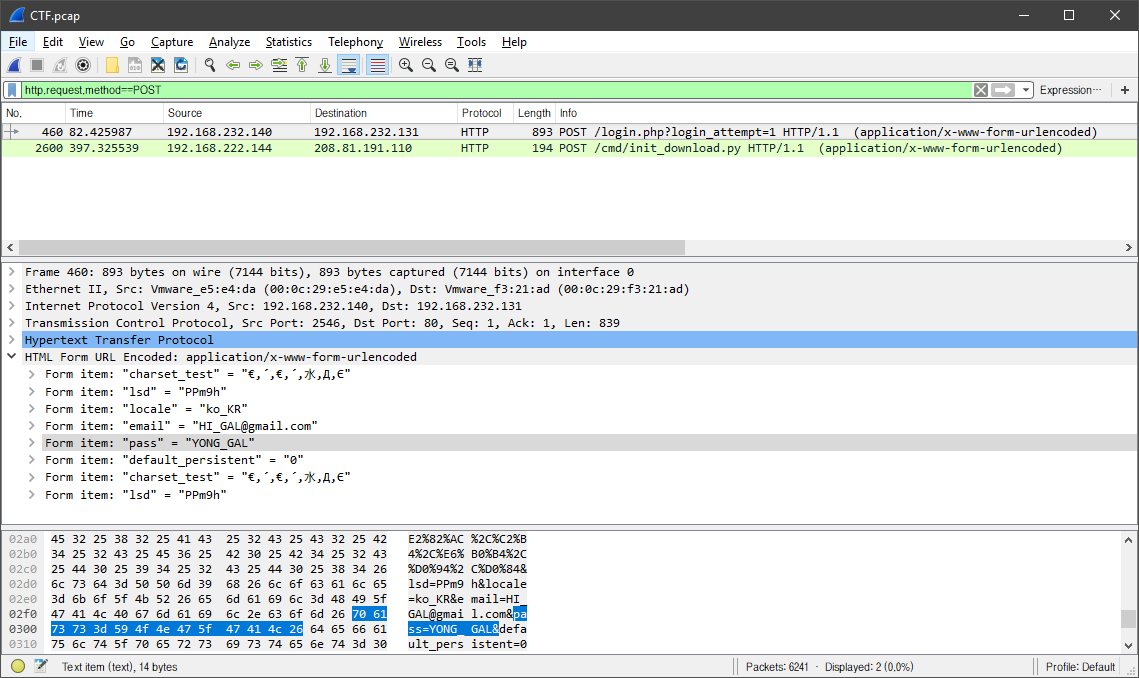 CTF.pcap
File Edit View Go Capture Analyze Statistics Telephony Wireless Tools Help
http.request.method==POST Expression… +
No. Time Source Destination Protocol Length Info
460 82.425987 192.168.232.140 192.168.232.131 HTTP 893 POST /login.php?login_attempt=1 HTTP/1.1 (application/x-www-form-urlencoded)
2600 397.325539 192.168.222.144 208.81.191.110 HTTP 194 POST /cmd/init_download.py HTTP/1.1 (application/x-www-form-urlencoded)
Frame 460: 893 bytes on wire (7144 bits), 893 bytes captured (7144 bits) on interface 0
Ethernet II, Src: Vmware_e5:e4:da (00:0c:29:e5:e4:da), Dst: Vmware_f3:21:ad (00:0c:29:f3:21:ad)
Internet Protocol Version 4, Src: 192.168.232.140, Dst: 192.168.232.131
Transmission Control Protocol, Src Port: 2546, Dst Port: 80, Seq: 1, Ack: 1, Len: 839
Hypertext Transfer Protocol
HTML Form URL Encoded: application/x-www-form-urlencoded
Form item: "charset_test" = "€,´,€,´,水,Д,Є"
Form item: "lsd" = "PPm9h"
Form item: "locale" = "ko_KR"
Form item: "email" = "HI_GAL@gmail.com"
Form item: "pass" = "YONG_GAL"
Form item: "default_persistent" = "0"
Form item: "charset_test" = "€,´,€,´,水,Д,Є"
Form item: "lsd" = "PPm9h"
02a0 45 32 25 38 32 25 41 43 25 32 43 25 43 32 25 42 E2%82%AC %2C%C2%B
02b0 34 25 32 43 25 45 36 25 42 30 25 42 34 25 32 43 4%2C%E6% B0%B4%2C
02c0 25 44 30 25 39 34 25 32 43 25 44 30 25 38 34 26 %D0%94%2 C%D0%84&
02d0 6c 73 64 3d 50 50 6d 39 68 26 6c 6f 63 61 6c 65 lsd=PPm9 h&locale
02e0 3d 6b 6f 5f 4b 52 26 65 6d 61 69 6c 3d 48 49 5f =ko_KR&e mail=HI_
02f0 47 41 4c 40 67 6d 61 69 6c 2e 63 6f 6d 26 70 61 GAL@gmai l.com&pa
0300 73 73 3d 59 4f 4e 47 5f 47 41 4c 26 64 65 66 61 ss=YONG_ GAL&defa
0310 75 6c 74 5f 70 65 72 73 69 73 74 65 6e 74 3d 30 ult_pers istent=0
Text item (text), 14 bytes Packets: 6241 · Displayed: 2 (0.0%) Profile: Default